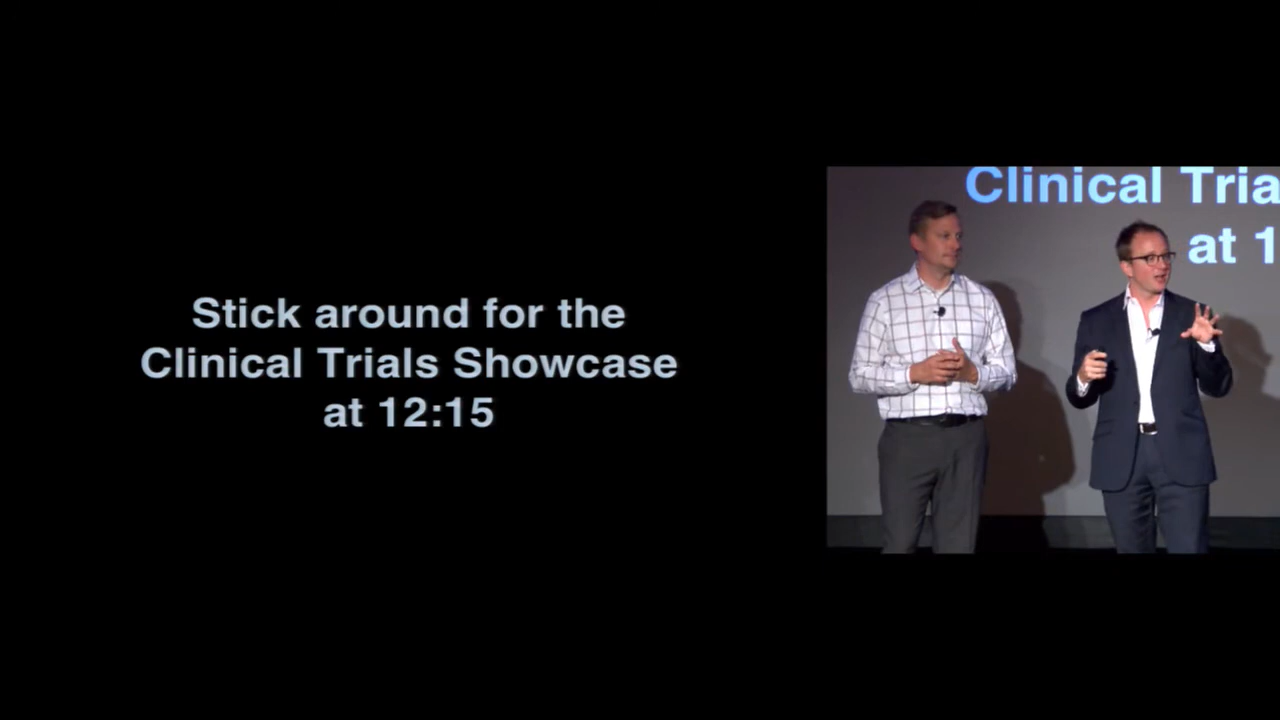 Stick around for the
Clinical Trials Showcase
at 12:15
Clinical Tria
at 1